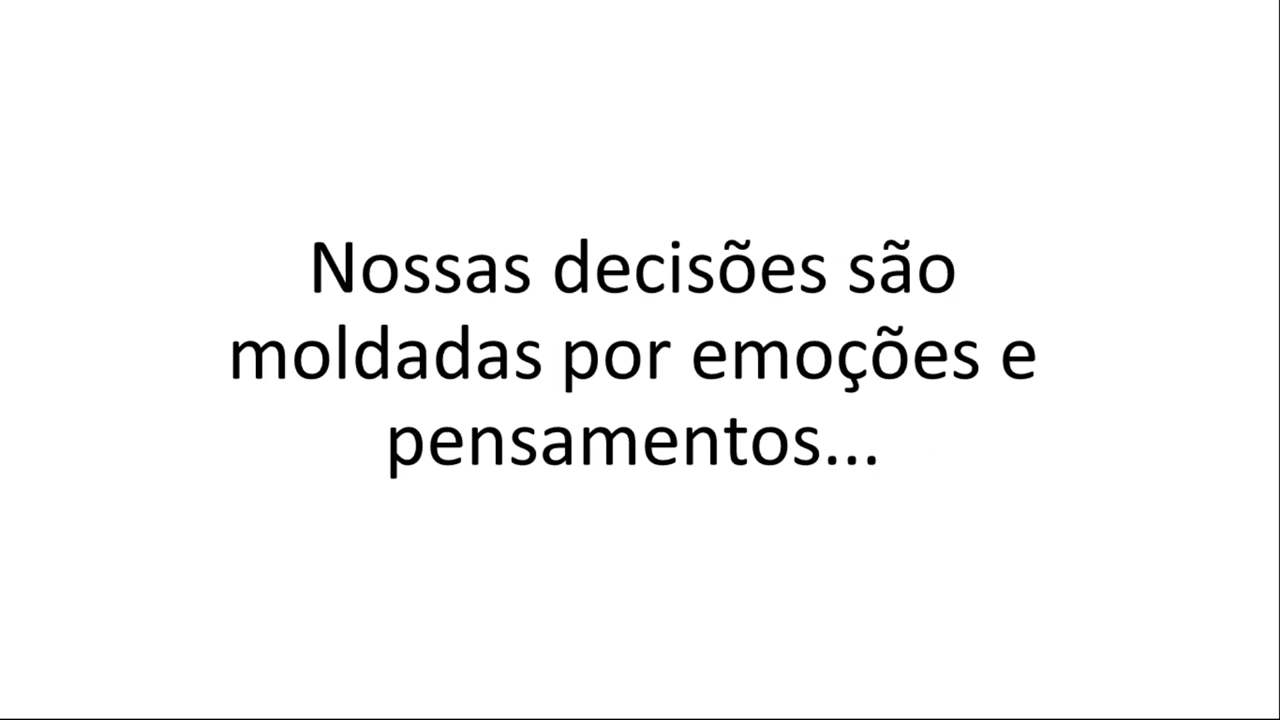 Nossas decisões são
moldadas por emoções e
pensamentos...